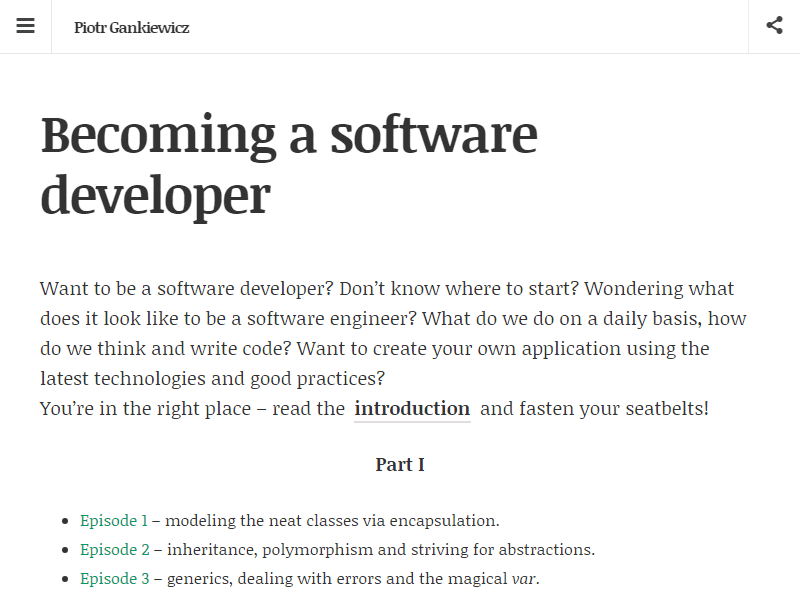 Piotr Gankiewicz
Becoming a software
developer
Want to be a software developer? Don’t know where to start? Wondering what
does it look like to be a software engineer? What do we do on a daily basis, how
do we think and write code? Want to create your own application using the
latest technologies and good practices?
You’re in the right place – read the introduction and fasten your seatbelts!
Part I
• Episode 1 – modeling the neat classes via encapsulation.
• Episode 2 – inheritance, polymorphism and striving for abstractions.
• Episode 3 – generics, dealing with errors and the magical var.